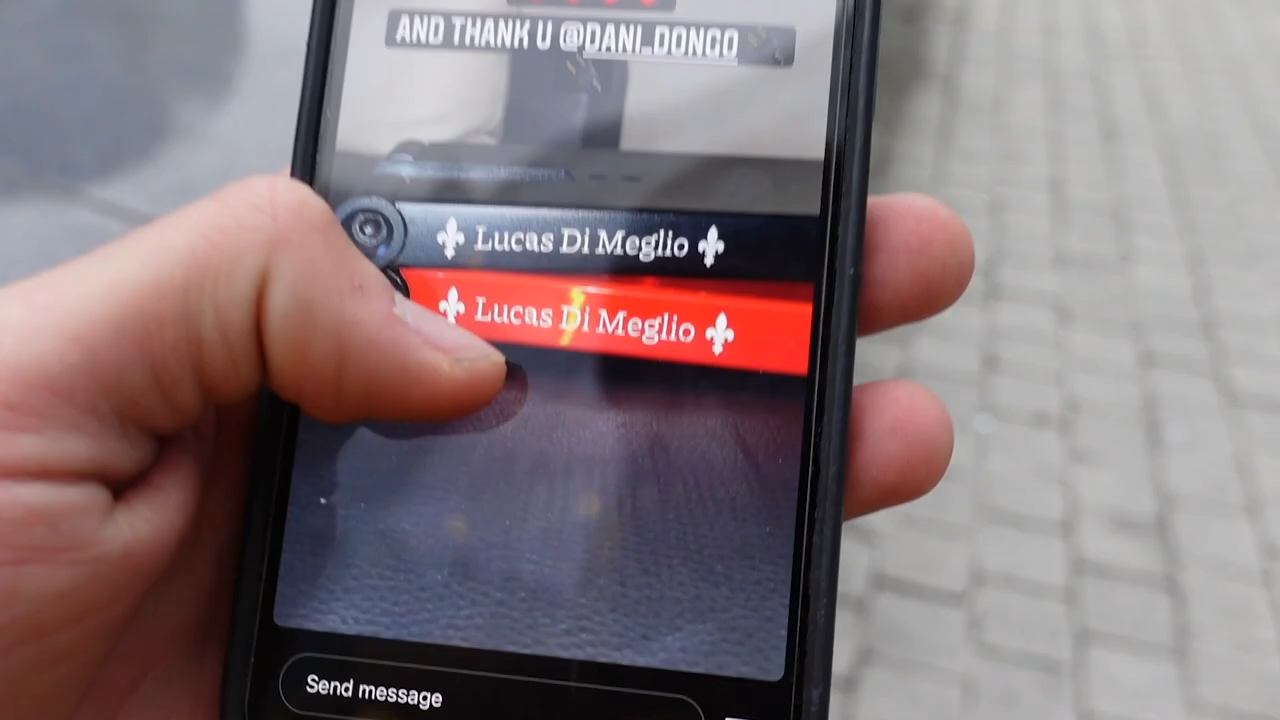 AND THANK U @DANI_DONGO
Lucas Di Meglio
Lucas Di Meglio
Send message